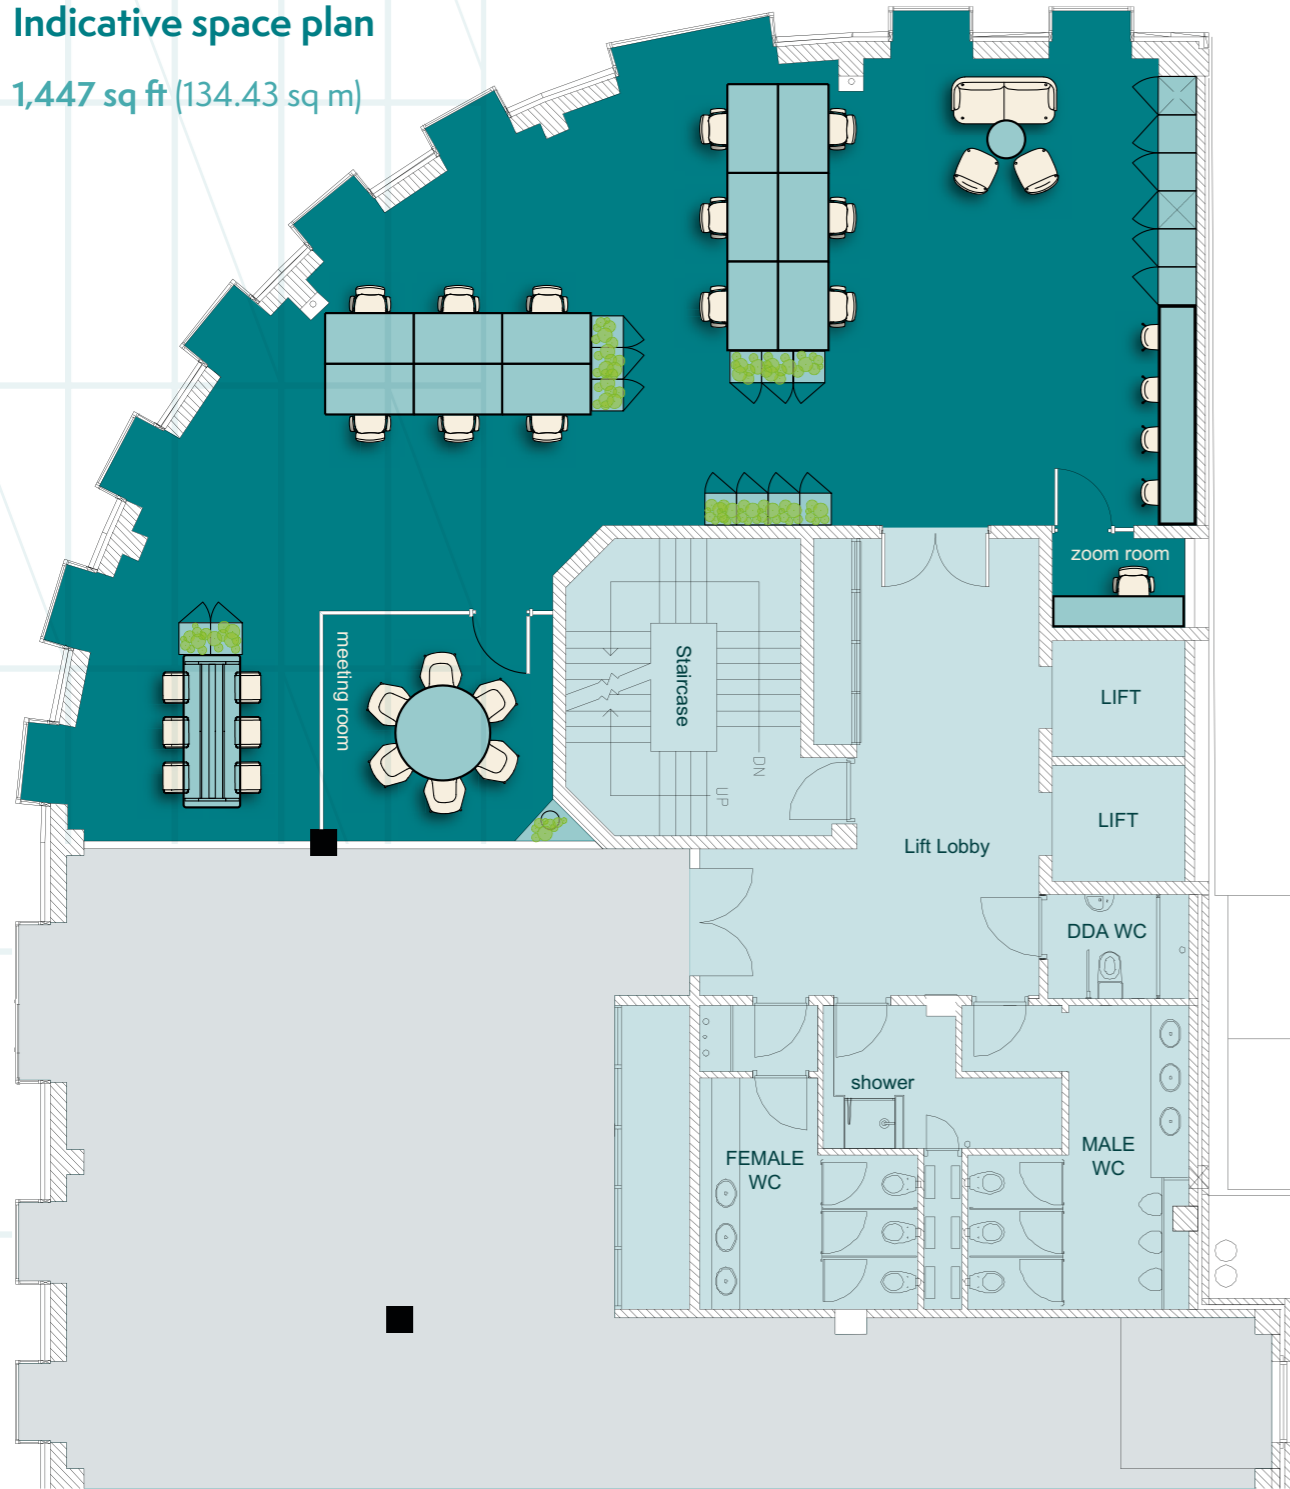 Indicative space plan
1,447 sq ft (134.43 sq m)
zoom room
meeting room
Staircase
DN
UP
LIFT
LIFT
Lift Lobby
DDA WC
shower
FEMALE
WC
MALE
WC